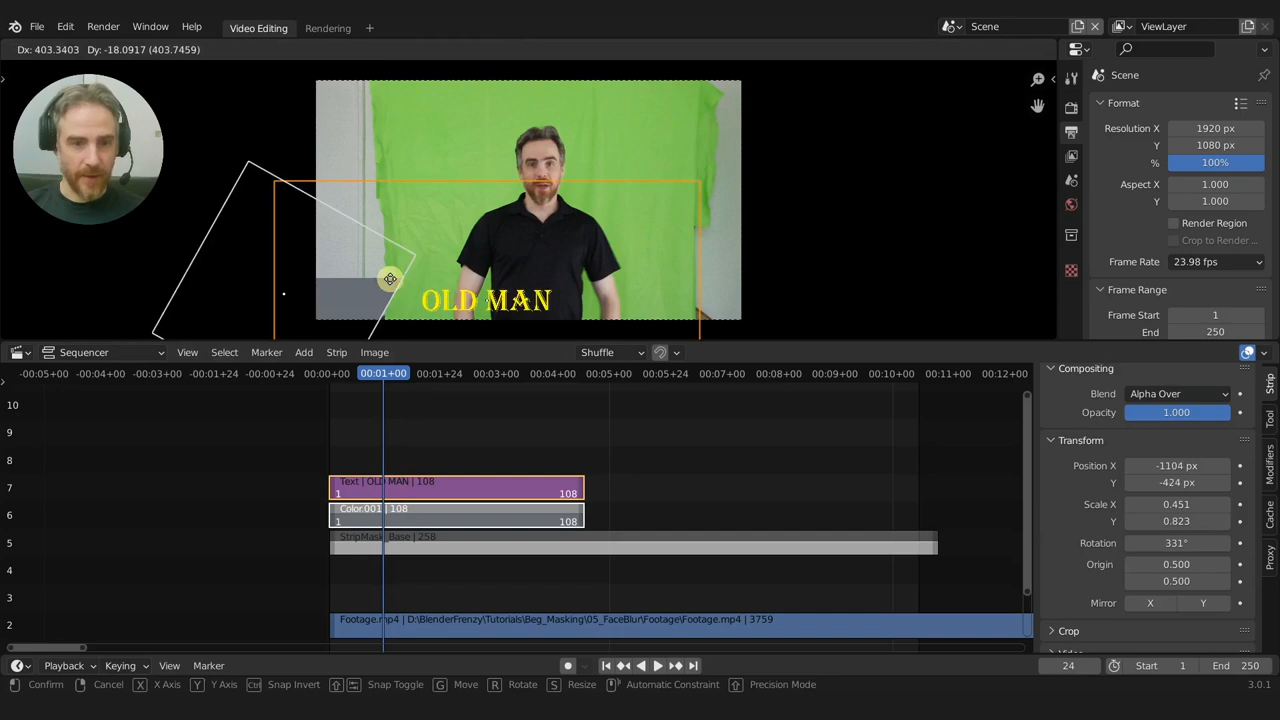 File Edit Render Window Help Video Editing Rendering + Scene ViewLayer
Dx: 403.3403 Dy: -18.0917 (403.7459)
Scene
Format
Resolution X 1920 px
Y 1080 px
% 100%
Aspect X 1.000
Y 1.000
Render Region
Crop to Render ...
Frame Rate 23.98 fps
Frame Range
Frame Start 1
End 250
OLD MAN
Sequencer View Select Marker Add Strip Image Shuffle
-00:05+00 -00:04+00 -00:03+00 -00:01+24 00:00+00 00:01+00 00:01+24 00:03+00 00:04+00 00:05+00 00:05+24 00:07+00 00:08+00 00:09+00 00:10+00 00:11+00 00:12+00
10
9
8
7
6
5
4
3
2
Text | OLD MAN | 108
1 108
Color.001 | 108
1 108
StripMask_Base | 258
Footage.mp4 | D:\BlenderFrenzy\Tutorials\Beg_Masking\05_FaceBlur\Footage\Footage.mp4 | 3759
Compositing
Blend Alpha Over
Opacity 1.000
Transform
Position X -1104 px
Y -424 px
Scale X 0.451
Y 0.823
Rotation 331°
Origin 0.500
0.500
Mirror X Y
Crop
Strip
Tool
Cache
Proxy
Playback Keying View Marker 24 Start 1 End 250
Confirm Cancel X X Axis Y Y Axis Ctrl Snap Invert Snap Toggle G Move R Rotate S Resize Automatic Constraint Precision Mode 3.0.1